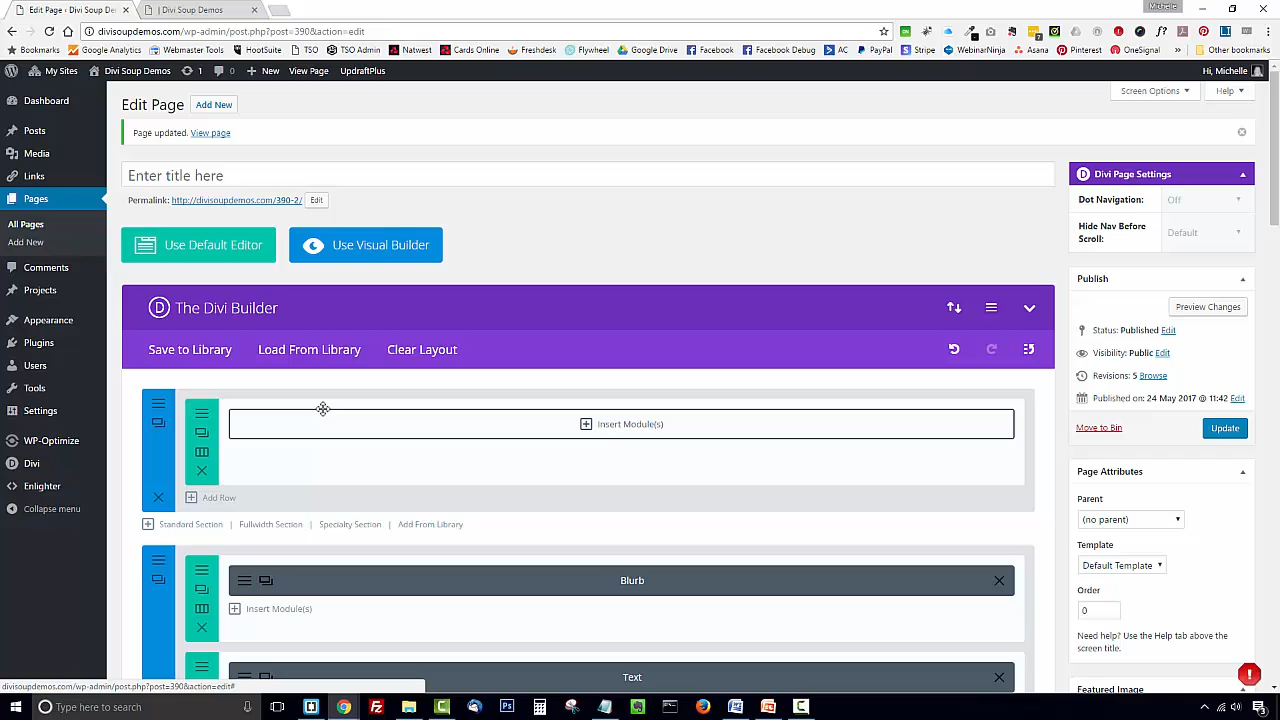 Michelle
Edit Page ‹ Divi Soup Dem
| Divi Soup Demos
divisoupdemos.com/wp-admin/post.php?post=390&action=edit
Bookmarks Google Analytics Webmaster Tools HootSuite TSO TSO Admin Natwest Cards Online Freshdesk Flywheel Google Drive Facebook Facebook Debug AC PayPal Stripe WebinarNinja Asana Pinterest OneSignal » Other bookmarks
My Sites Divi Soup Demos 1 0 New View Page UpdraftPlus Hi, Michelle
Screen Options Help
Dashboard
Posts
Media
Links
Pages
All Pages
Add New
Comments
Projects
Appearance
Plugins
Users
Tools
Settings
WP-Optimize
Divi
Enlighter
Collapse menu
Edit Page Add New
Page updated. View page
Enter title here
Permalink: http://divisoupdemos.com/390-2/ Edit
Use Default Editor Use Visual Builder
The Divi Builder
Save to Library Load From Library Clear Layout
Insert Module(s)
Add Row
Standard Section | Fullwidth Section | Specialty Section | Add From Library
Blurb
Insert Module(s)
Text
Divi Page Settings
Dot Navigation: Off
Hide Nav Before Scroll: Default
Publish
Preview Changes
Status: Published Edit
Visibility: Public Edit
Revisions: 5 Browse
Published on: 24 May 2017 @ 11:42 Edit
Move to Bin Update
Page Attributes
Parent
(no parent)
Template
Default Template
Order
0
Need help? Use the Help tab above the
screen title.
Featured Image
divisoupdemos.com/wp-admin/post.php?post=390&action=edit#
Type here to search